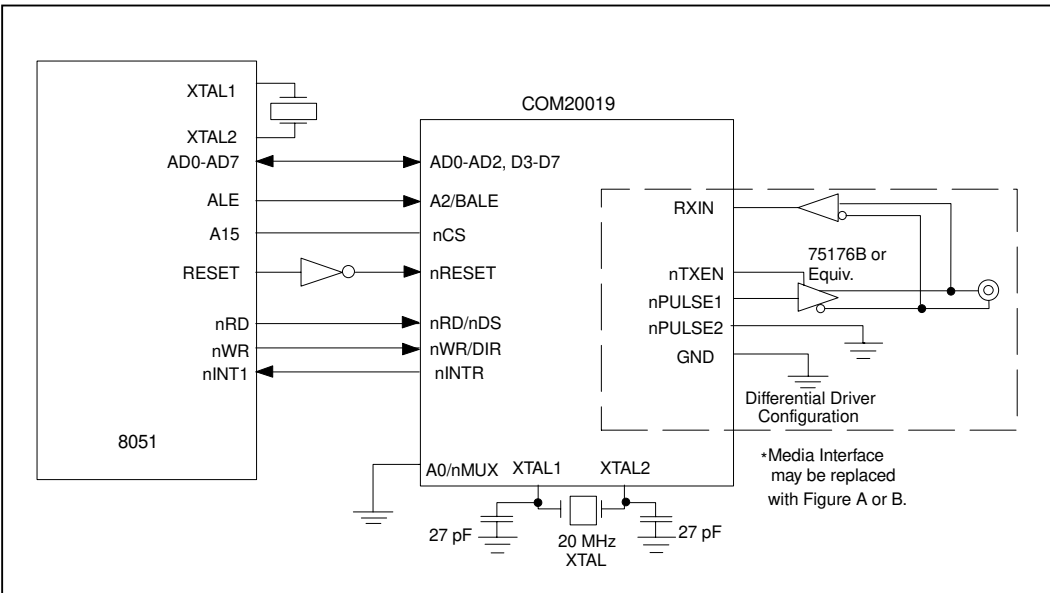 COM20019
XTAL1
XTAL2
AD0-AD7
ALE
A15
RESET
nRD
nWR
nINT1
8051
AD0-AD2, D3-D7
A2/BALE
nCS
nRESET
nRD/nDS
nWR/DIR
nINTR
A0/nMUX
XTAL1
XTAL2
RXIN
nTXEN
nPULSE1
nPULSE2
GND
75176B or
Equiv.
Differential Driver
Configuration
*Media Interface
may be replaced
with Figure A or B.
27 pF
20 MHz
XTAL
27 pF